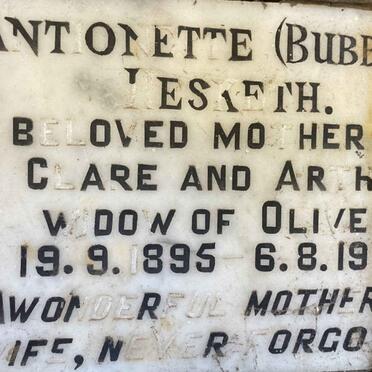 ANTIONETTE (BUBB
HESKETH.
BELOVED MOTHER
CLARE AND ARTH
WIDOW OF OLIVE
19.9.1895 - 6.8.19
A WONDERFUL MOTHER
IFE, NEVER FORGO